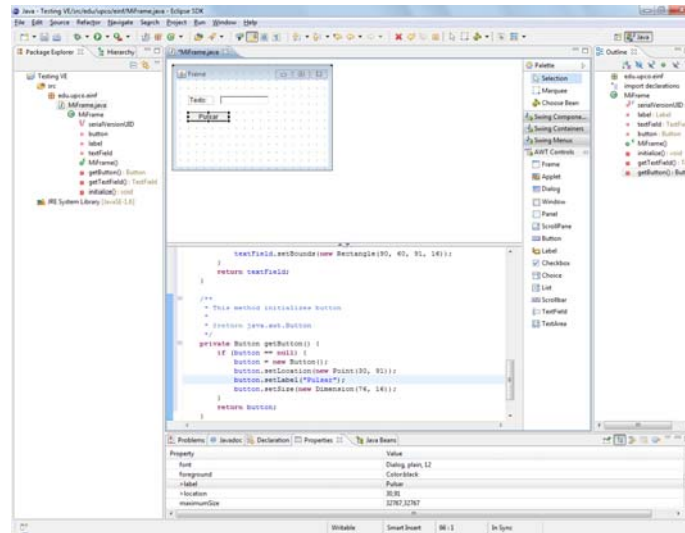 Java - Testing VE/src/edu/upco/einf/MiFrame.java - Eclipse SDK
File Edit Source Refactor Navigate Search Project Run Window Help
Java
Package Explorer
Hierarchy
Testing VE
src
edu.upco.einf
MiFrame.java
MiFrame
serialVersionUID
button
label
textField
MiFrame()
getButton() : Button
getTextField() : TextField
initialize() : void
JRE System Library [JavaSE-1.6]
*MiFrame.java
Frame
Texto:
Pulsar
Palette
Selection
Marquee
Choose Bean
Swing Compone...
Swing Containers
Swing Menus
AWT Controls
Frame
Applet
Dialog
Window
Panel
ScrollPane
Button
Label
Checkbox
Choice
List
Scrollbar
TextField
TextArea
textField.setBounds(new Rectangle(90, 60, 91, 16));
}
return textField;
}
/**
* This method initializes button
*
* @return java.awt.Button
*/
private Button getButton() {
if (button == null) {
button = new Button();
button.setLocation(new Point(30, 91));
button.setLabel("Pulsar");
button.setSize(new Dimension(76, 16));
}
return button;
}
Outline
edu.upco.einf
import declarations
MiFrame
serialVersionUID
label : Label
textField : TextFie
button : Button
MiFrame()
initialize() : void
getTextField() : T
getButton() : But
Problems Javadoc Declaration Properties Java Beans
Property Value
font Dialog, plain, 12
foreground Color:black
>label Pulsar
>location 30,91
maximumSize 32767,32767
Writable Smart Insert 86 : 1 In Sync